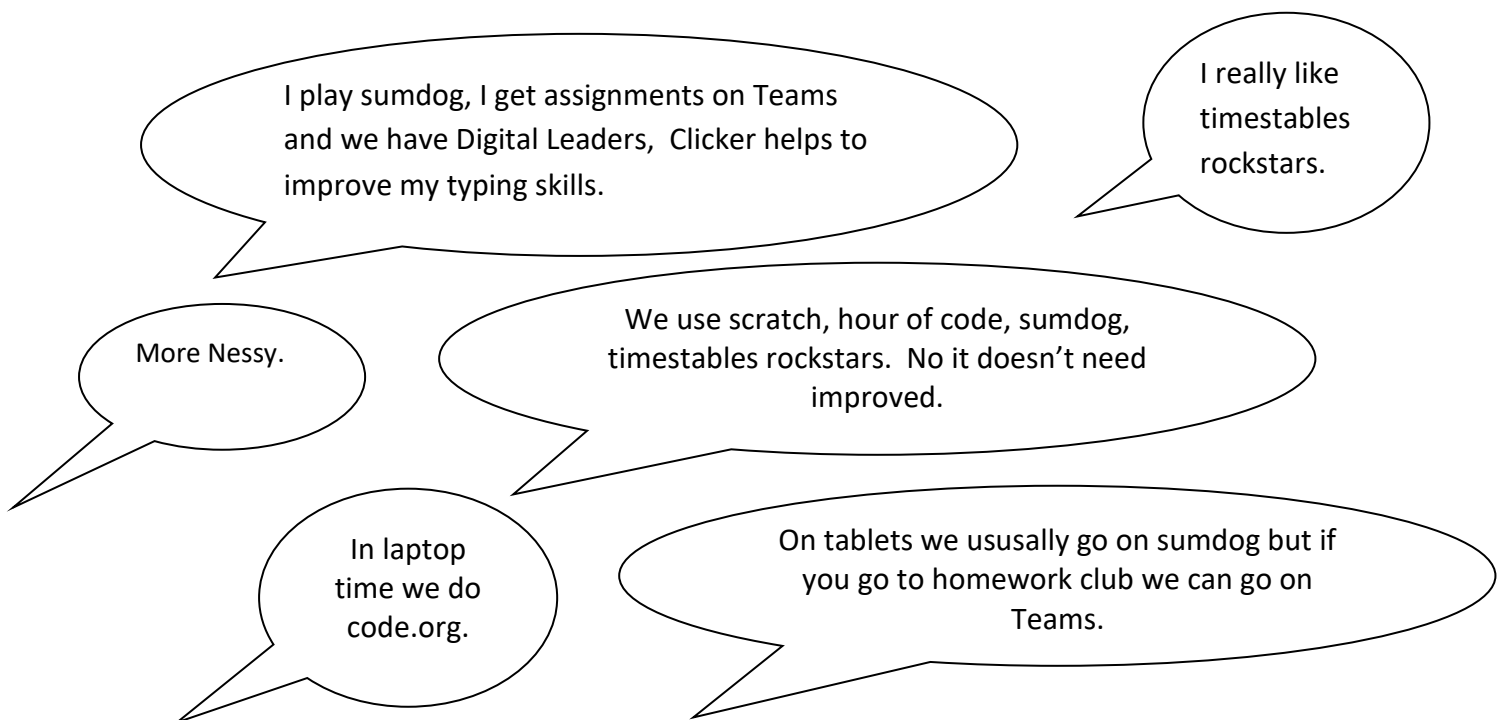 I play sumdog, I get assignments on Teams
and we have Digital Leaders,  Clicker helps to
improve my typing skills.
I really like
timestables
rockstars.
More Nessy.
We use scratch, hour of code, sumdog,
timestables rockstars.  No it doesn’t need
improved.
In laptop
time we do
code.org.
On tablets we ususally go on sumdog but if
you go to homework club we can go on
Teams.